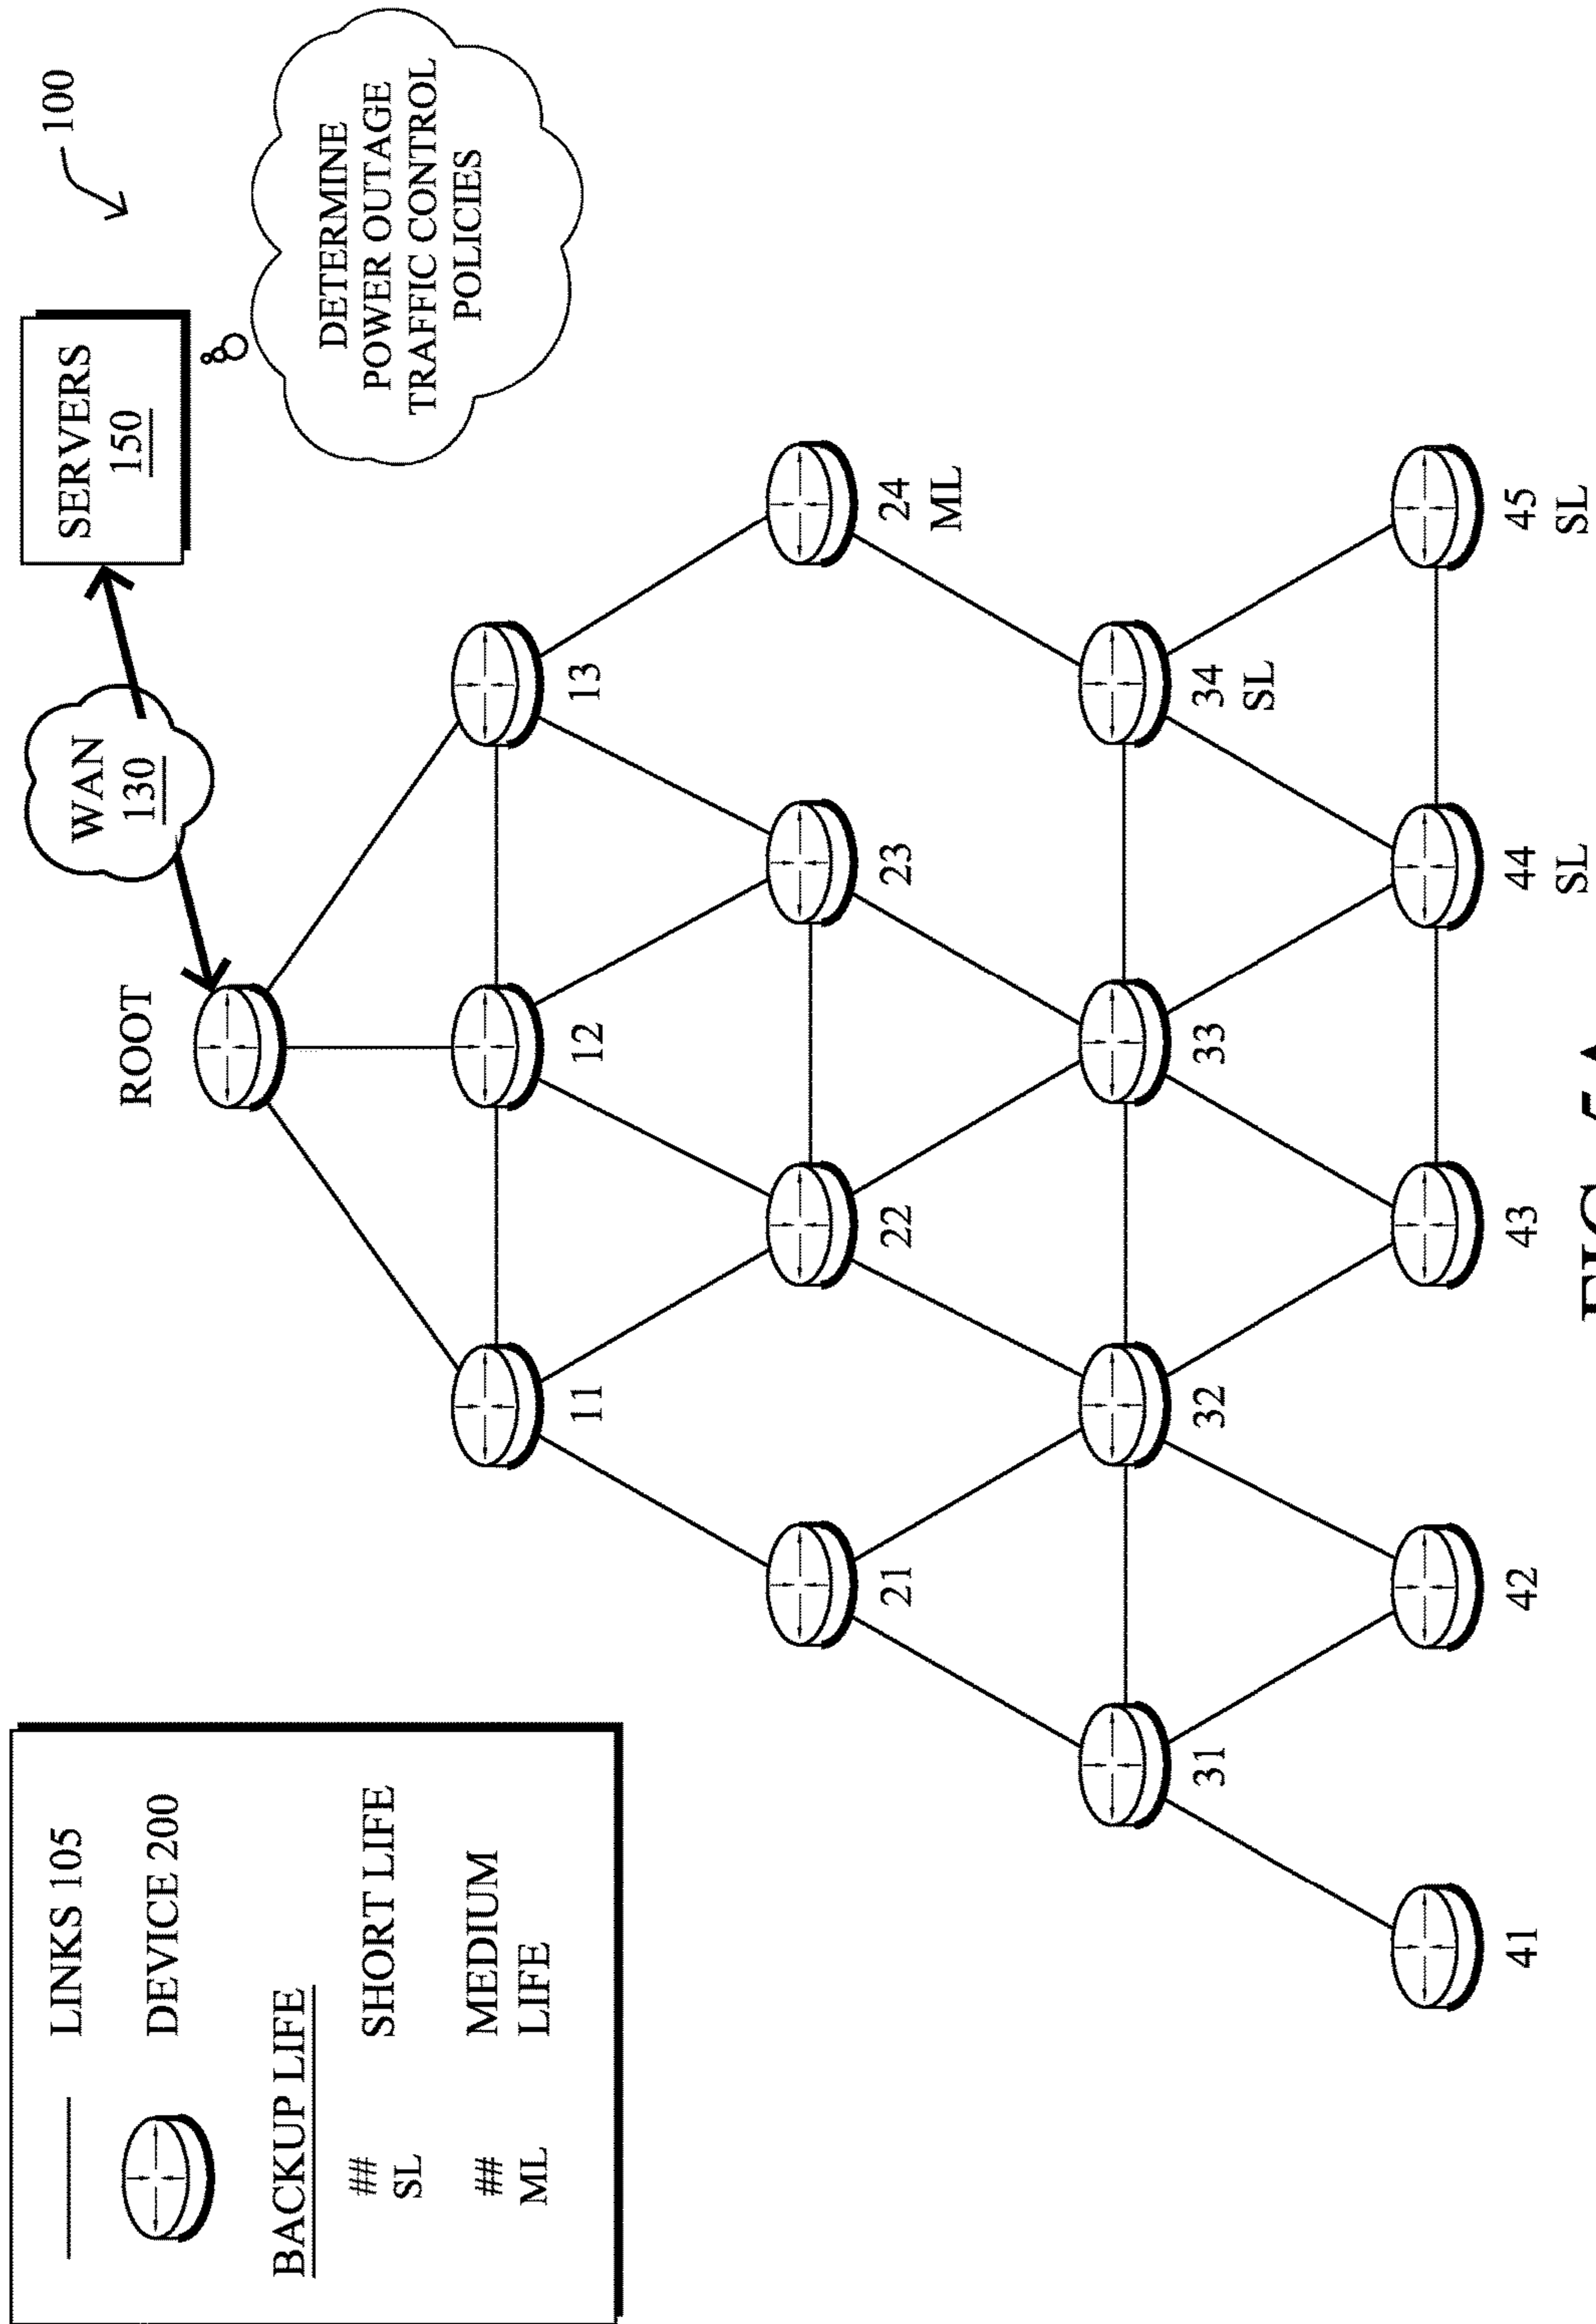 LINKS 105
DEVICE 200
BACKUP LIFE
##
SL
SHORT LIFE
##
ML
MEDIUM
LIFE
100
SERVERS
150
WAN
130
DETERMINE
POWER OUTAGE
TRAFFIC CONTROL
POLICIES
ROOT
11
12
13
21
22
23
24
ML
31
32
33
34
SL
41
42
43
44
SL
45
SL
FIG. 5A